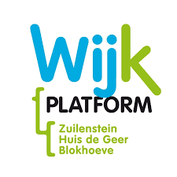 Wijk
PLATFORM
Zuilenstein
Huis de Geer
Blokhoeve